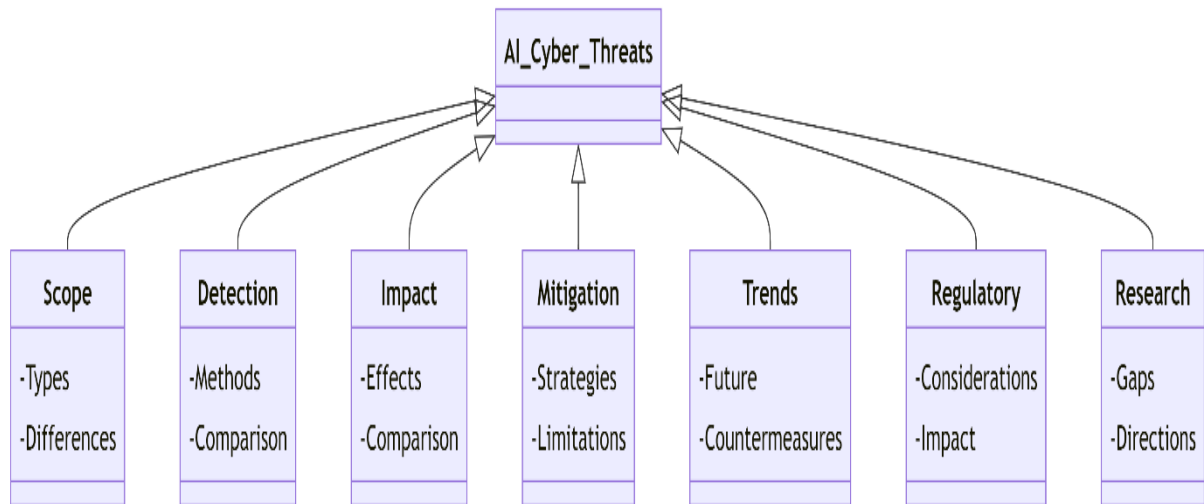 AI_Cyber_Threats
Scope
-Types
-Differences
Detection
-Methods
-Comparison
Impact
-Effects
-Comparison
Mitigation
-Strategies
-Limitations
Trends
-Future
-Countermeasures
Regulatory
-Considerations
-Impact
Research
-Gaps
-Directions